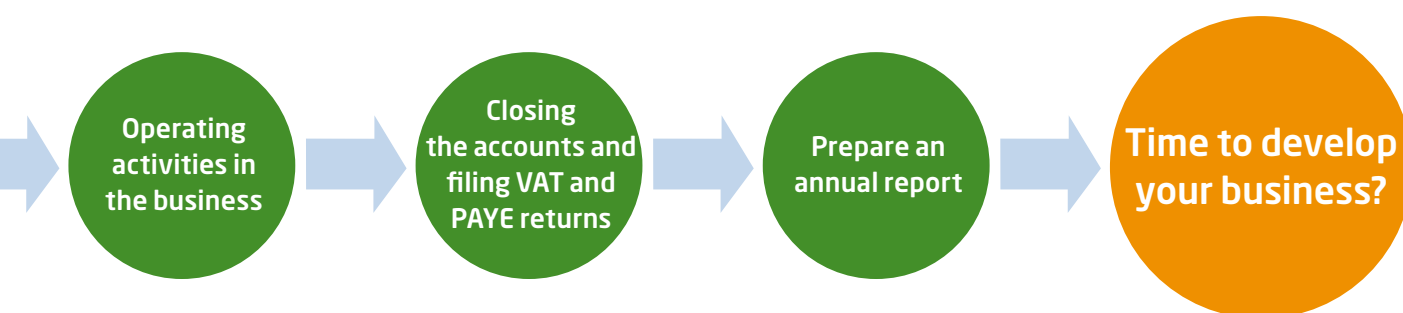 Operating
activities in
the business
Closing
the accounts and
filing VAT and
PAYE returns
Prepare an
annual report
Time to develop
your business?